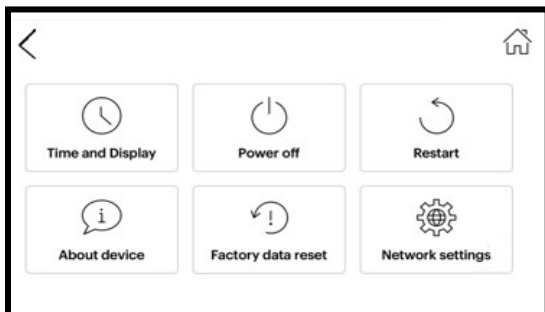 Time and Display
Power off
Restart
i
About device
!
Factory data reset
Network settings